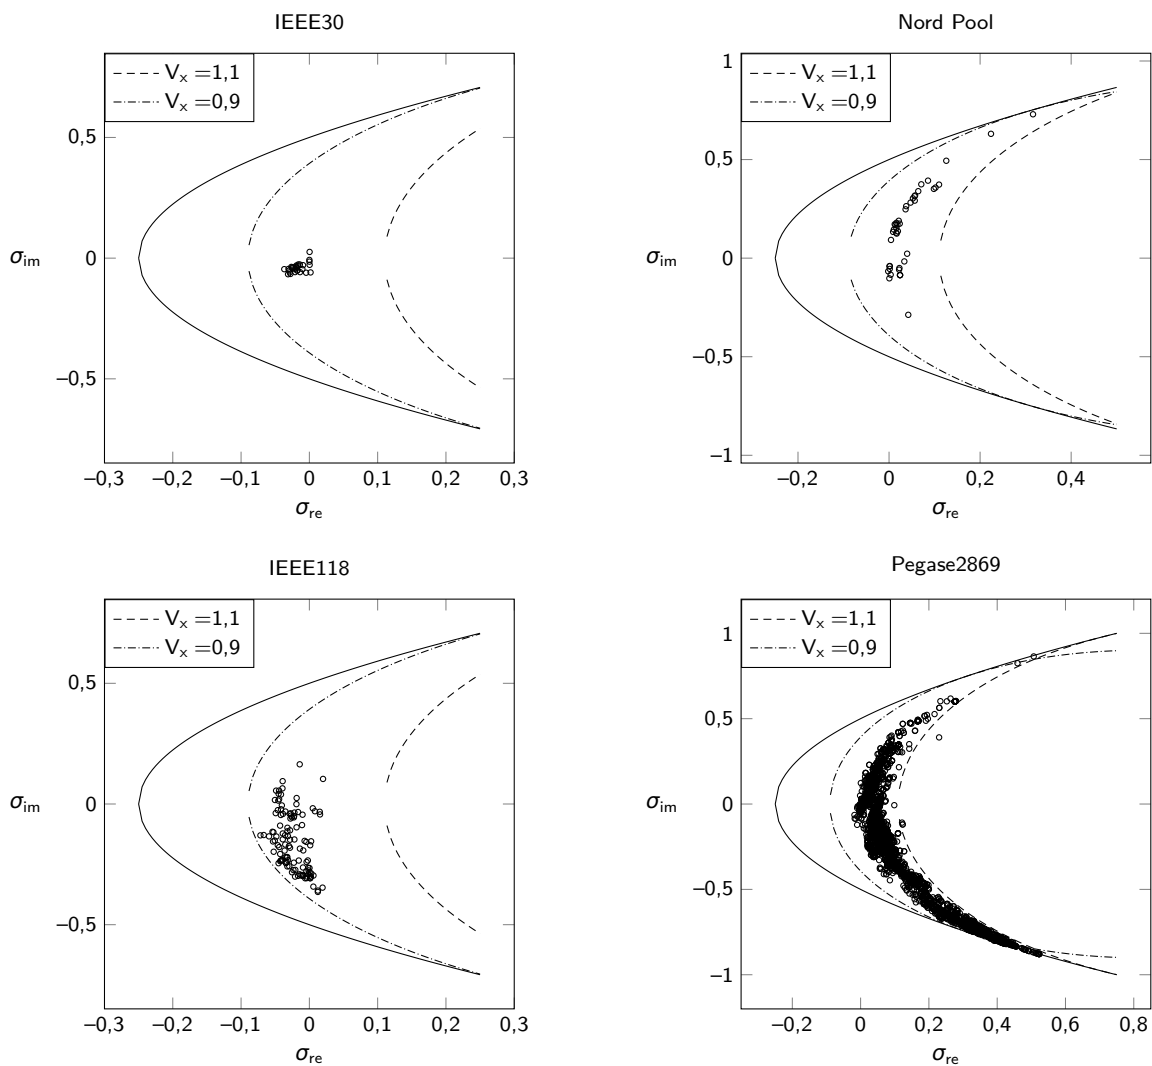 IEEE30
V_x =1,1
V_x =0,9
0,5
0
−0,5
σ_im
−0,3 −0,2 −0,1 0 0,1 0,2 0,3
σ_re
Nord Pool
V_x =1,1
V_x =0,9
1
0,5
0
−0,5
−1
σ_im
−0,2 0 0,2 0,4
σ_re
IEEE118
V_x =1,1
V_x =0,9
0,5
0
−0,5
σ_im
−0,3 −0,2 −0,1 0 0,1 0,2 0,3
σ_re
Pegase2869
V_x =1,1
V_x =0,9
1
0,5
0
−0,5
−1
σ_im
−0,2 0 0,2 0,4 0,6 0,8
σ_re